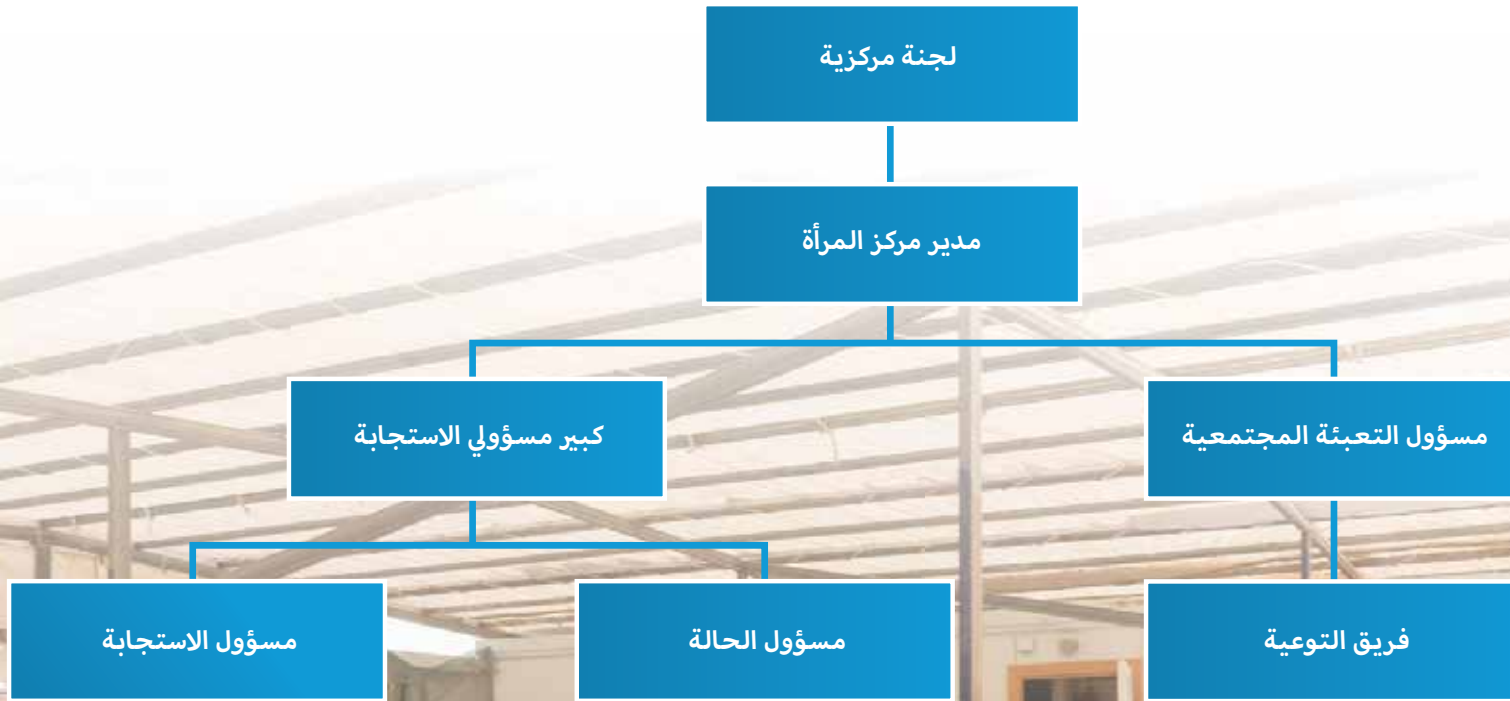 لجنة مركزية
مدير مركز المرأة
مسؤول التعبئة المجتمعية
كبير مسؤولي الاستجابة
فريق التوعية
مسؤول الحالة
مسؤول الاستجابة